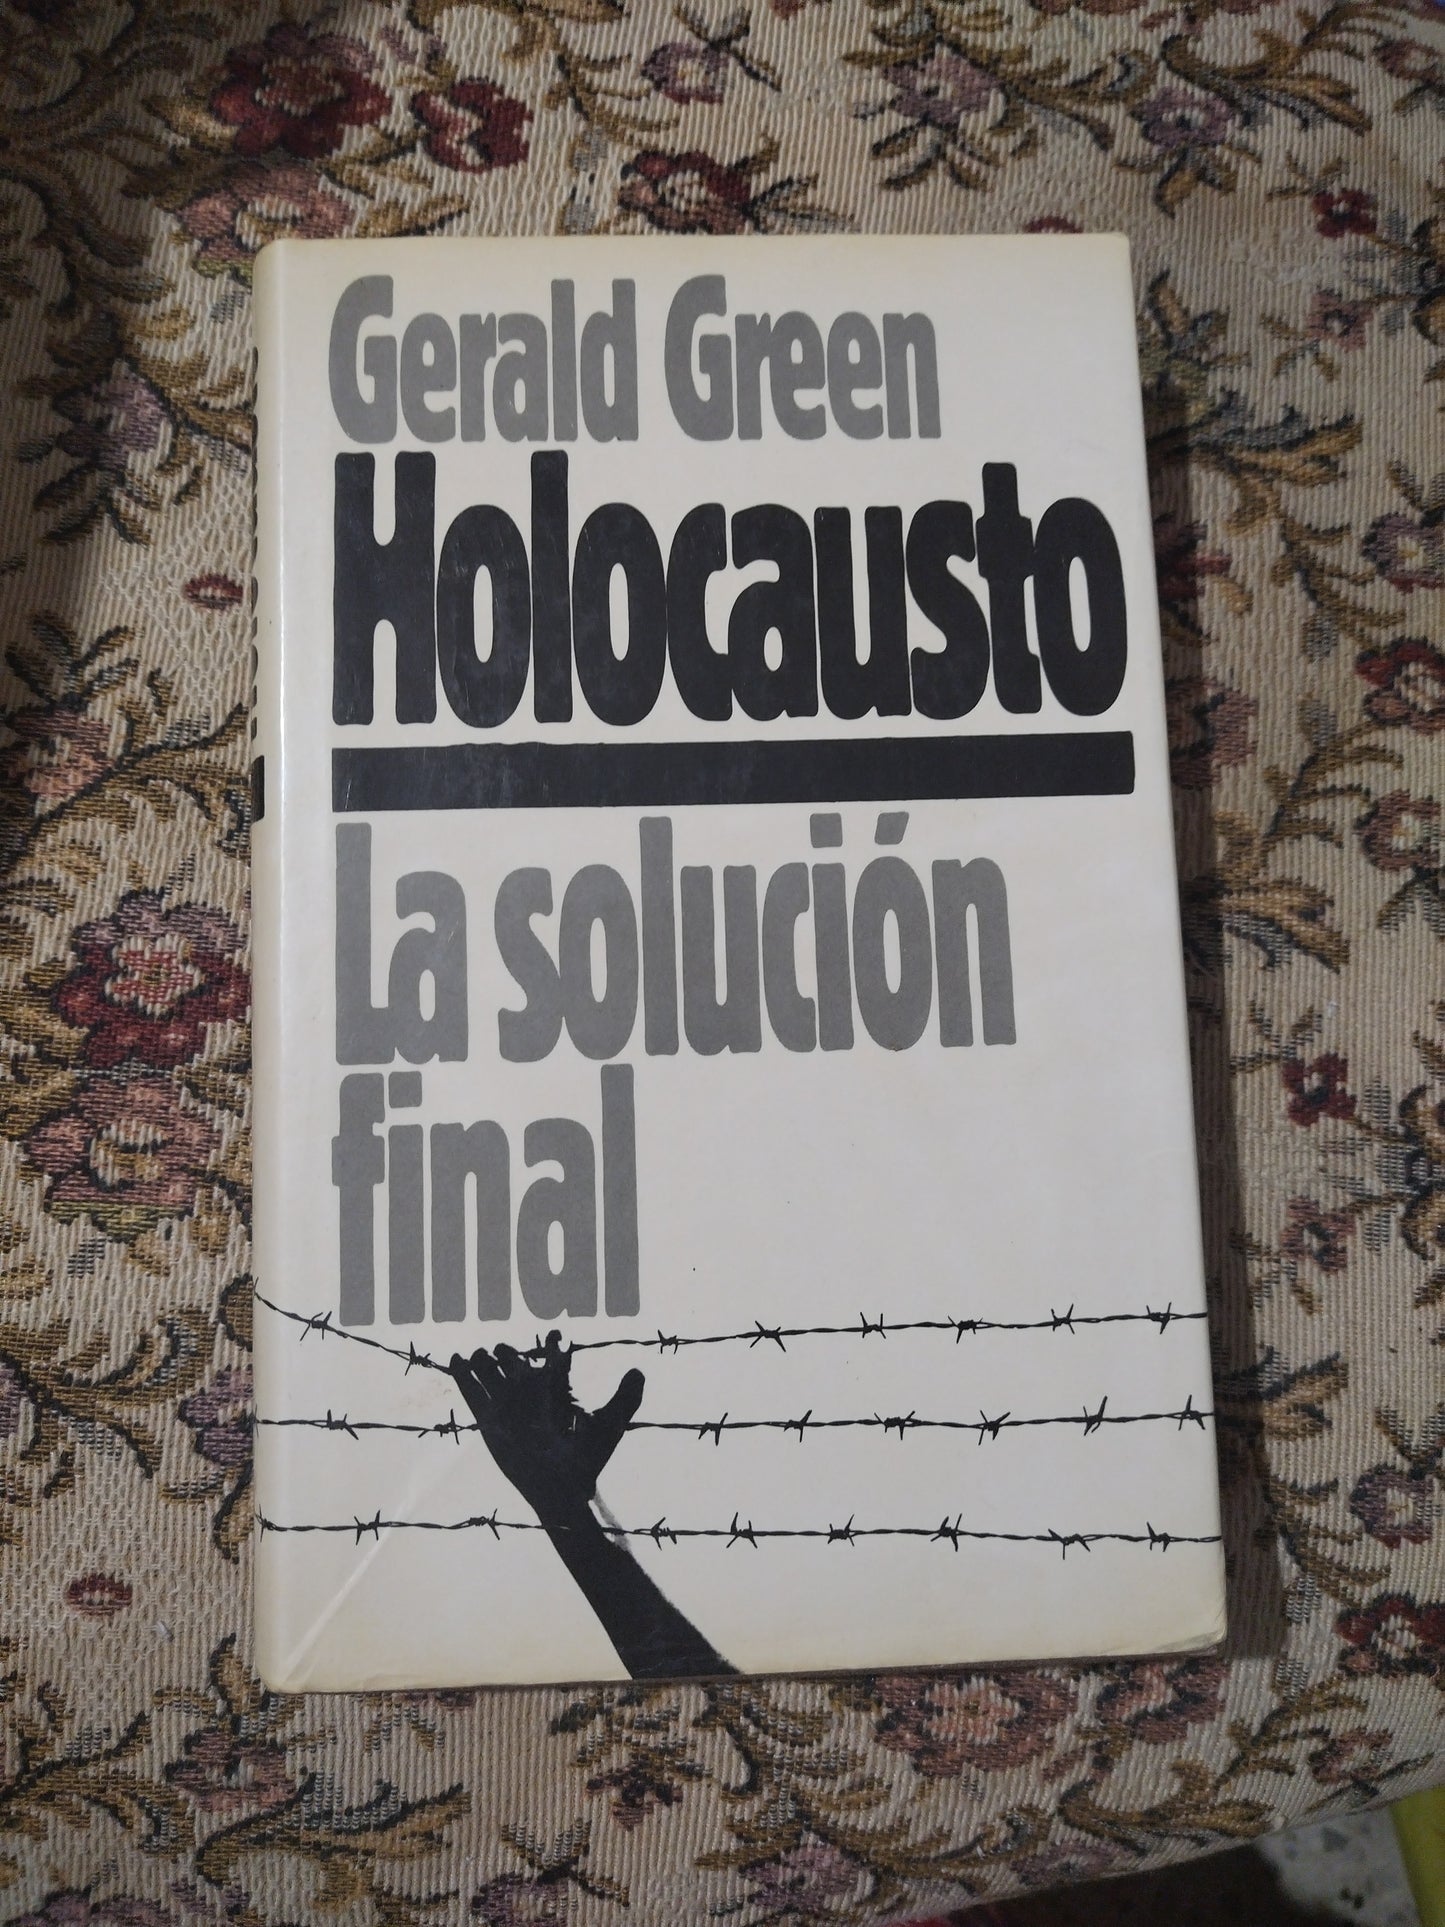 Gerald Green
Holocausto
La solución
final